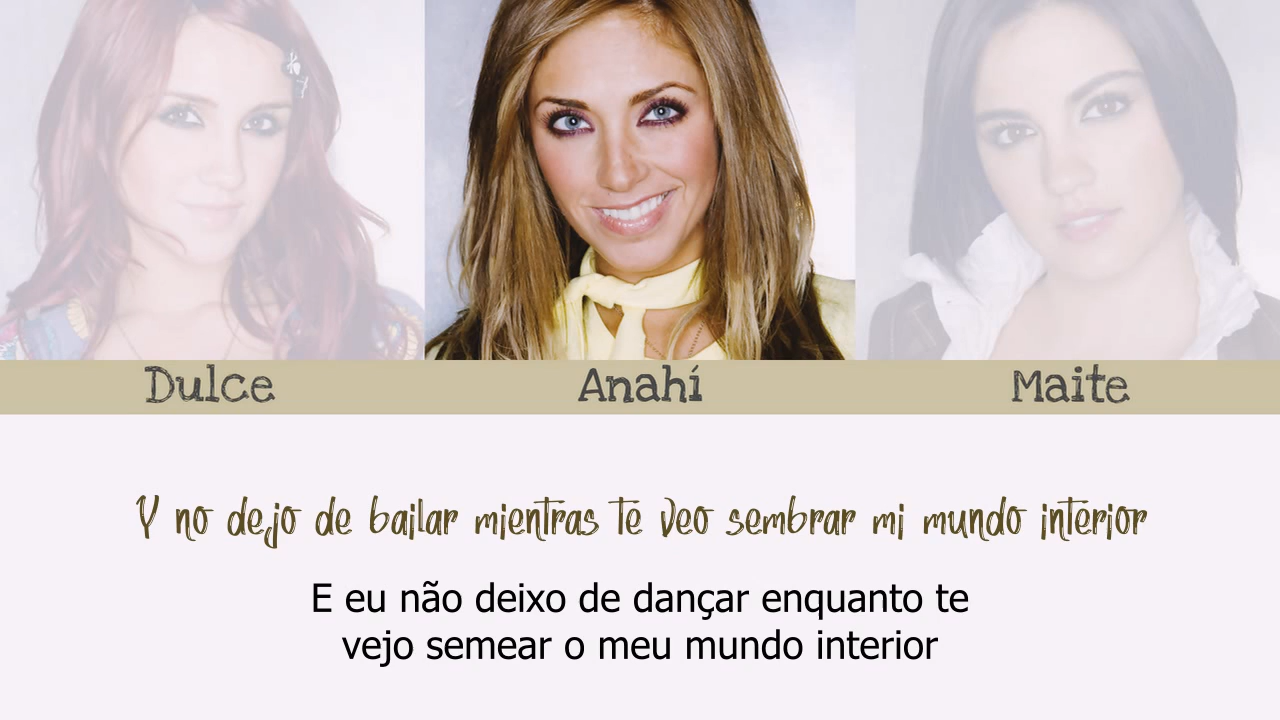 Dulce Anahí Maite
Y no dejo de bailar mientras te veo sembrar mi mundo interior
E eu não deixo de dançar enquanto te
vejo semear o meu mundo interior